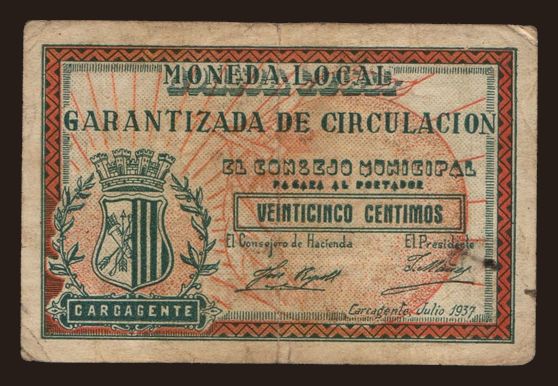 MONEDA LOCAL
GARANTIZADA DE CIRCULACION
EL CONSEJO MUNICIPAL
PAGARA AL PORTADOR
VEINTICINCO CENTIMOS
El Consejero de Hacienda El Presidente
CARCAGENTE
Carcagente, Julio 1937